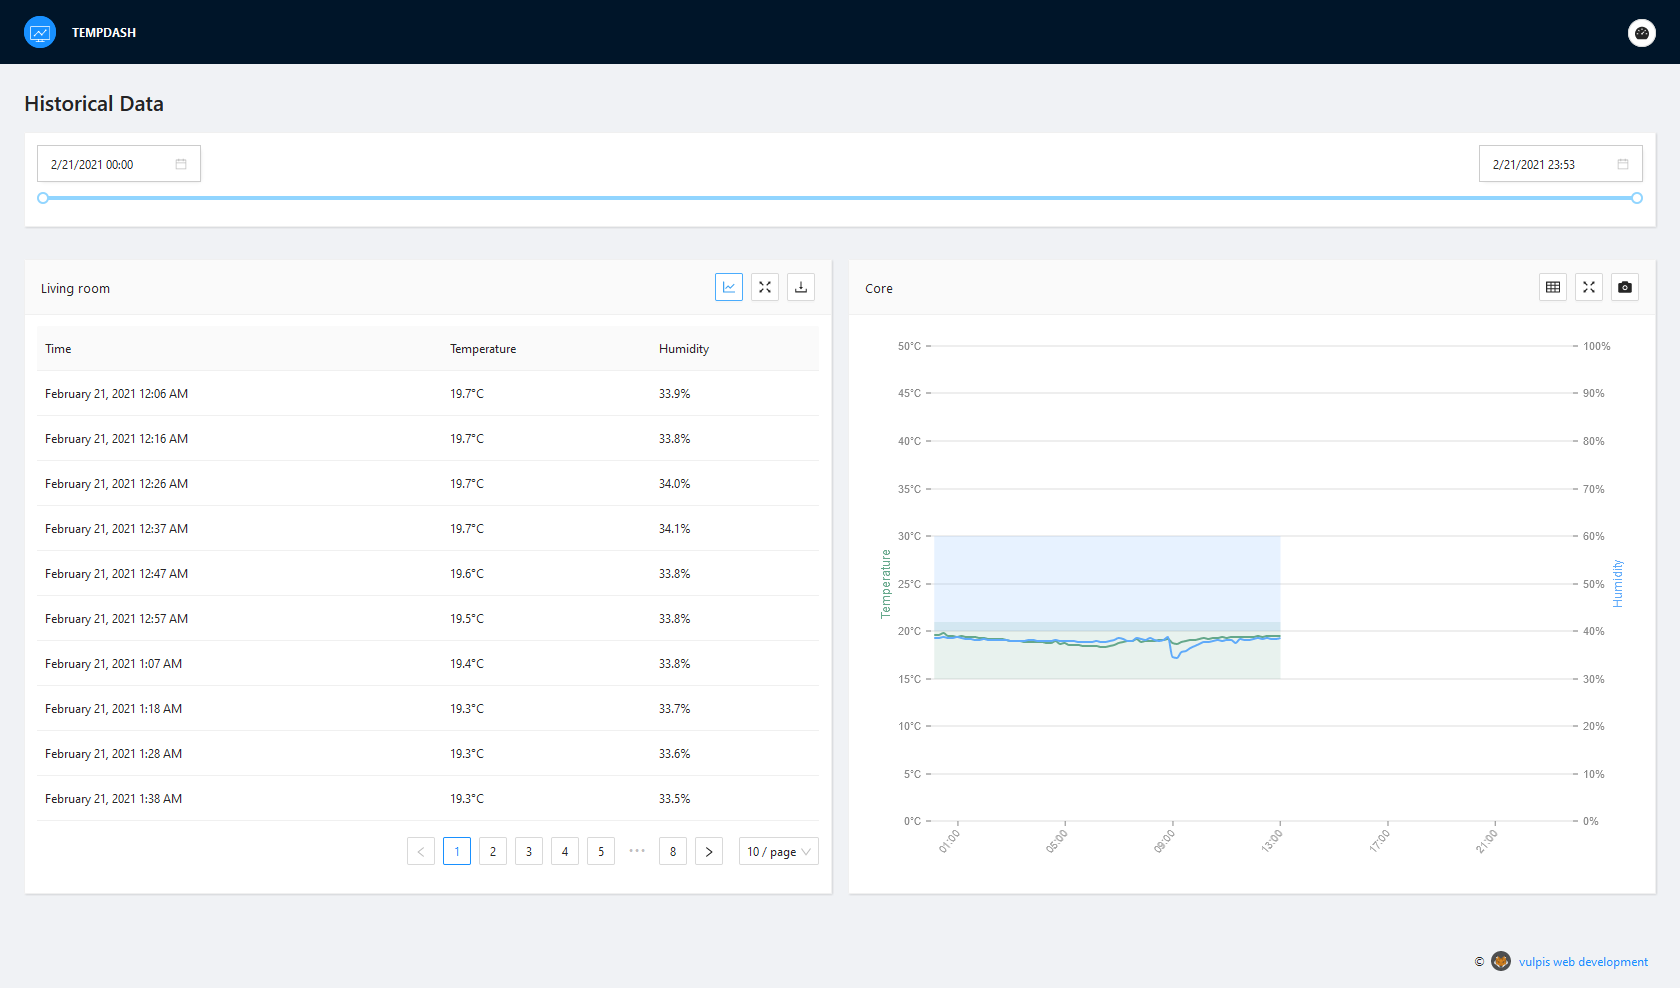 TEMPDASH
Historical Data
2/21/2021 00:00
2/21/2021 23:53
Living room
Time Temperature Humidity
February 21, 2021 12:06 AM 19.7°C 33.9%
February 21, 2021 12:16 AM 19.7°C 33.8%
February 21, 2021 12:26 AM 19.7°C 34.0%
February 21, 2021 12:37 AM 19.7°C 34.1%
February 21, 2021 12:47 AM 19.6°C 33.8%
February 21, 2021 12:57 AM 19.5°C 33.8%
February 21, 2021 1:07 AM 19.4°C 33.8%
February 21, 2021 1:18 AM 19.3°C 33.7%
February 21, 2021 1:28 AM 19.3°C 33.6%
February 21, 2021 1:38 AM 19.3°C 33.5%
< 1 2 3 4 5 ••• 8 > 10 / page
Core
50°C 100%
45°C 90%
40°C 80%
35°C 70%
30°C 60%
25°C 50%
20°C 40%
15°C 30%
10°C 20%
5°C 10%
0°C 0%
Temperature
Humidity
01:00 05:00 09:00 13:00 17:00 21:00
© vulpis web development